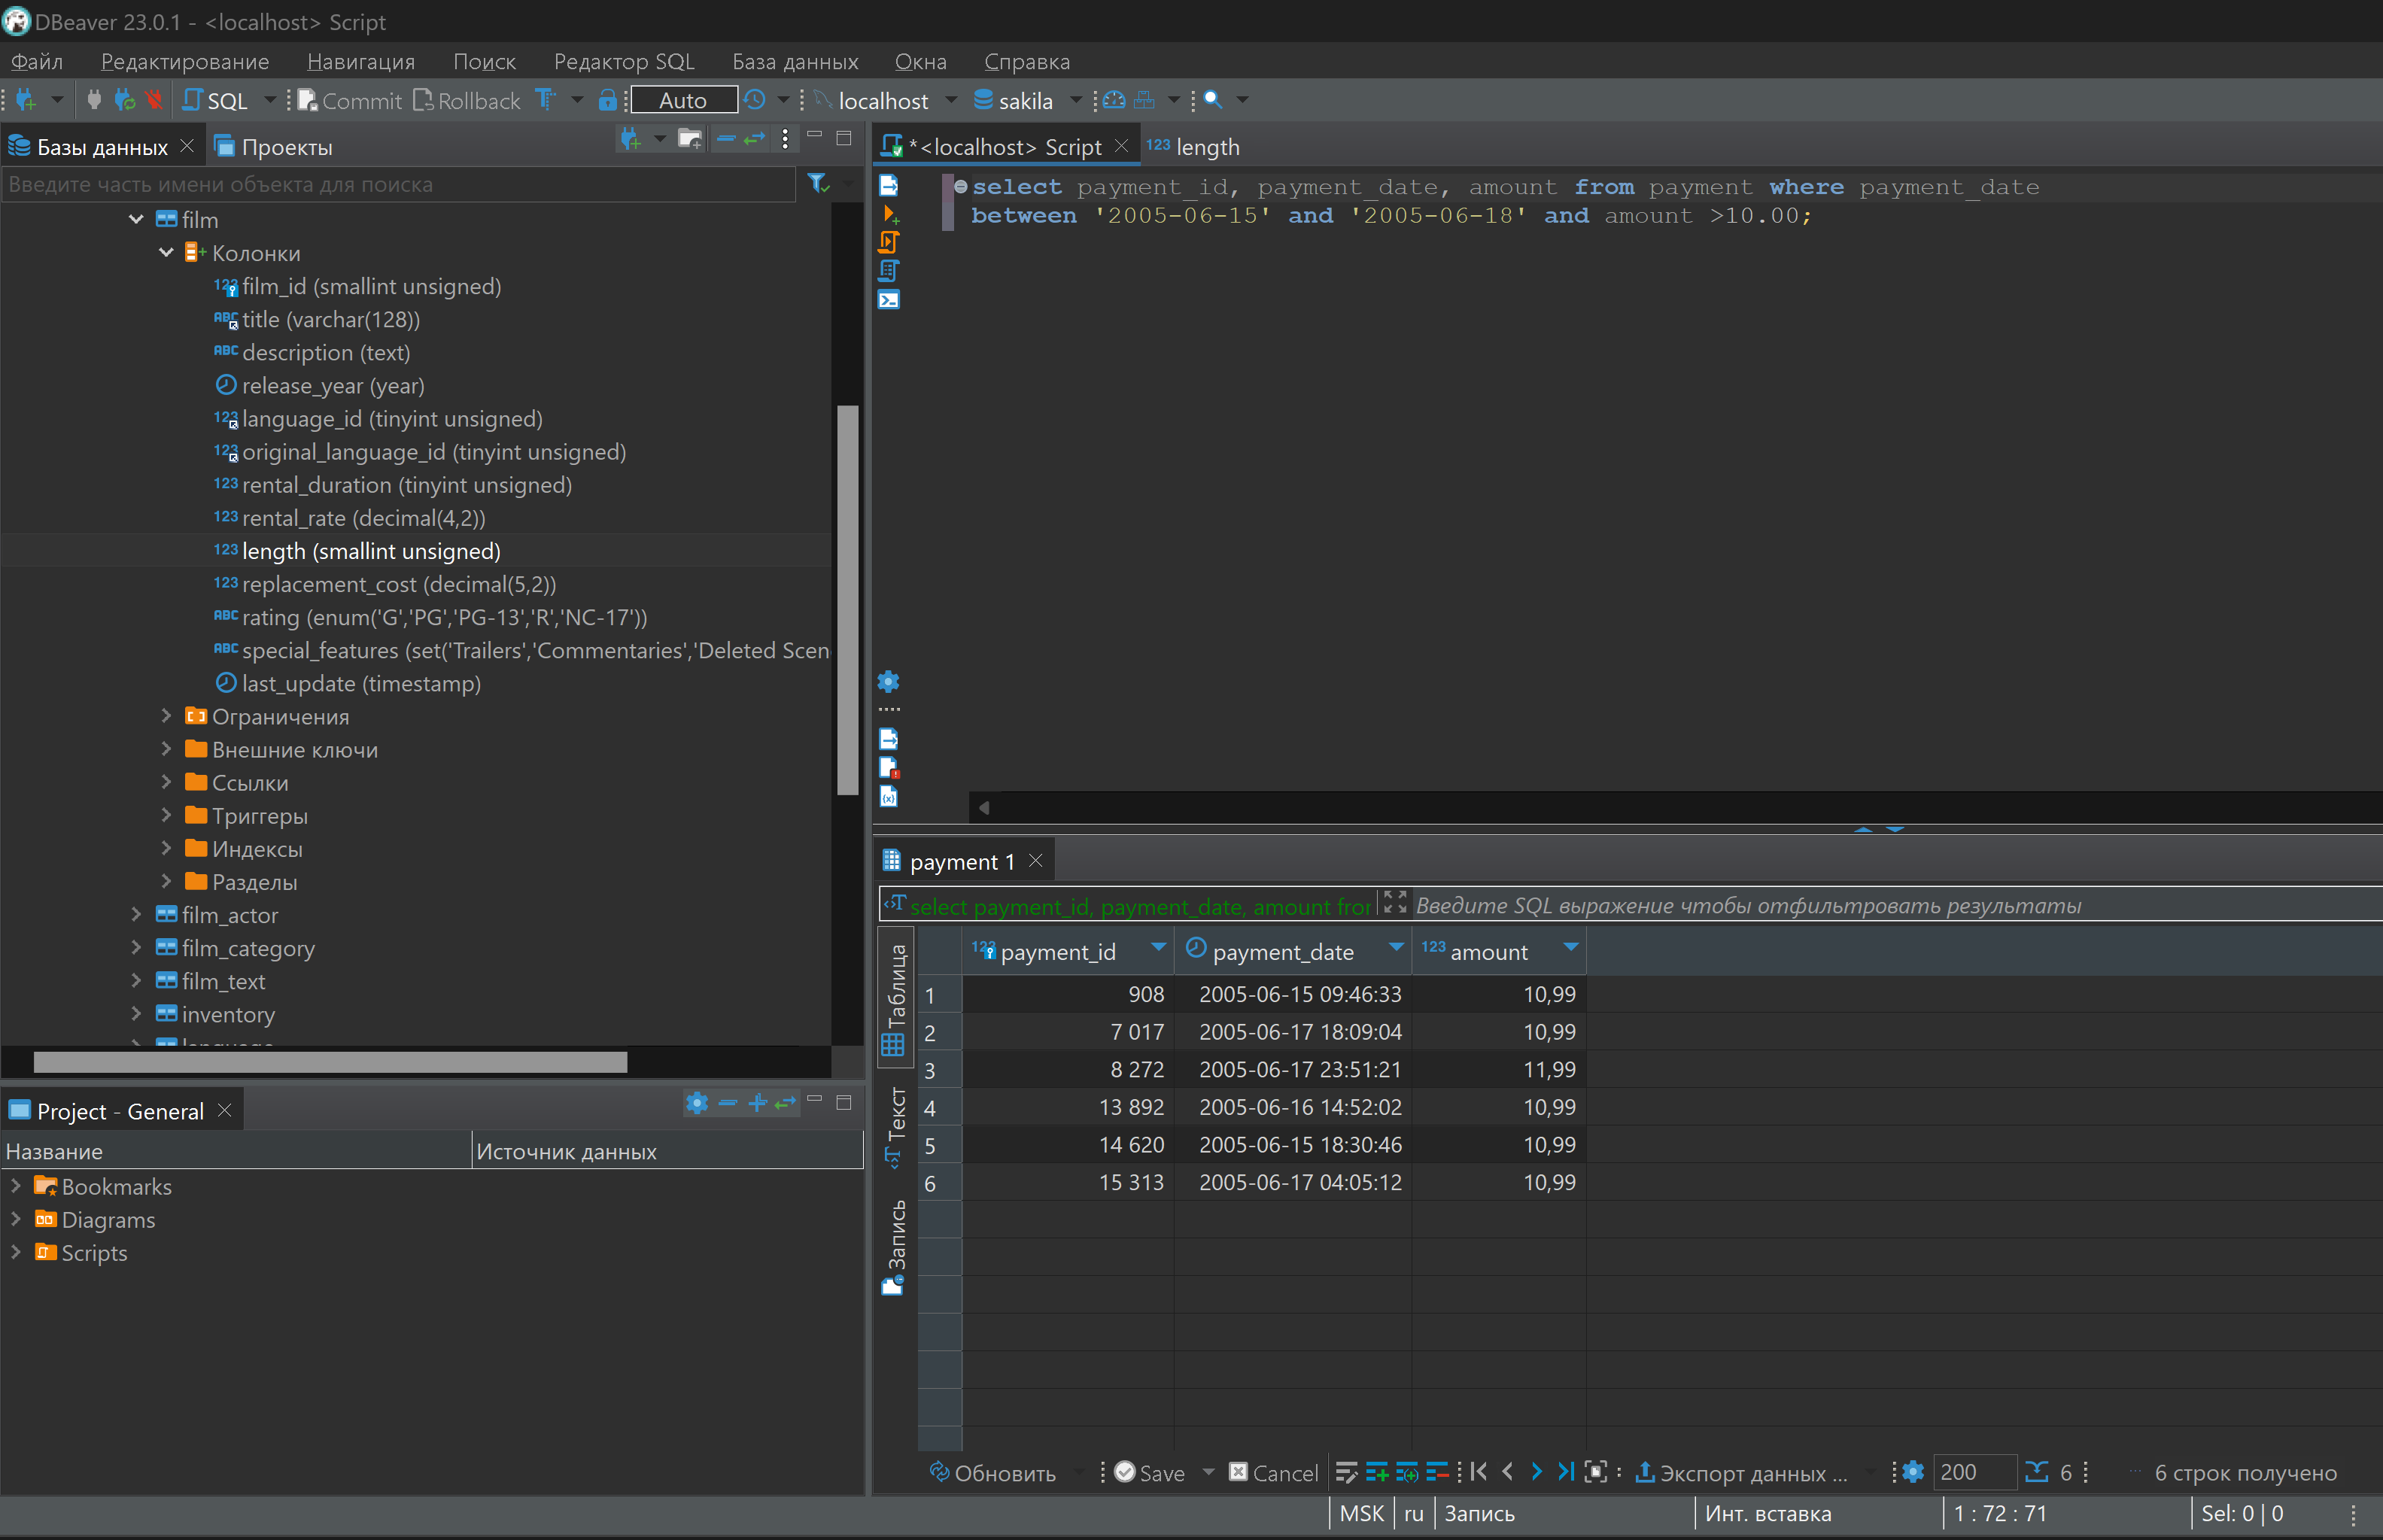 DBeaver 23.0.1 - <localhost> Script
Файл Редактирование Навигация Поиск Редактор SQL База данных Окна Справка
SQL Commit Rollback Auto localhost sakila
Базы данных Проекты
Введите часть имени объекта для поиска
film
Колонки
film_id (smallint unsigned)
title (varchar(128))
description (text)
release_year (year)
language_id (tinyint unsigned)
original_language_id (tinyint unsigned)
rental_duration (tinyint unsigned)
rental_rate (decimal(4,2))
length (smallint unsigned)
replacement_cost (decimal(5,2))
rating (enum('G','PG','PG-13','R','NC-17'))
special_features (set('Trailers','Commentaries','Deleted Scen
last_update (timestamp)
Ограничения
Внешние ключи
Ссылки
Триггеры
Индексы
Разделы
film_actor
film_category
film_text
inventory
Project - General
Название Источник данных
Bookmarks
Diagrams
Scripts
*<localhost> Script 123 length
select payment_id, payment_date, amount from payment where payment_date
between '2005-06-15' and '2005-06-18' and amount >10.00;
payment 1
select payment_id, payment_date, amount from Введите SQL выражение чтобы отфильтровать результаты
Таблица
Текст
Запись
payment_id payment_date 123 amount
1 908 2005-06-15 09:46:33 10,99
2 7 017 2005-06-17 18:09:04 10,99
3 8 272 2005-06-17 23:51:21 11,99
4 13 892 2005-06-16 14:52:02 10,99
5 14 620 2005-06-15 18:30:46 10,99
6 15 313 2005-06-17 04:05:12 10,99
Обновить Save Cancel Экспорт данных ... 200 6 6 строк получено
MSK ru Запись Инт. вставка 1 : 72 : 71 Sel: 0 | 0